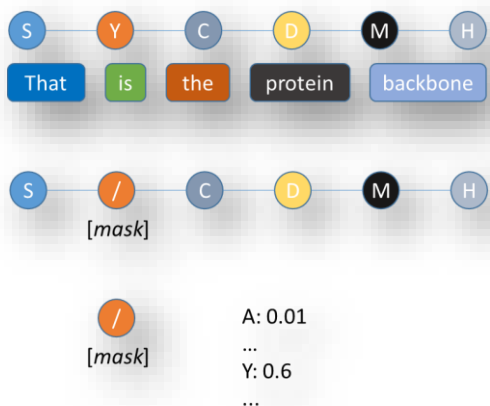 S Y C D M H
That is the protein backbone
S / C D M H
[mask]
/ A: 0.01
[mask] ...
Y: 0.6
...